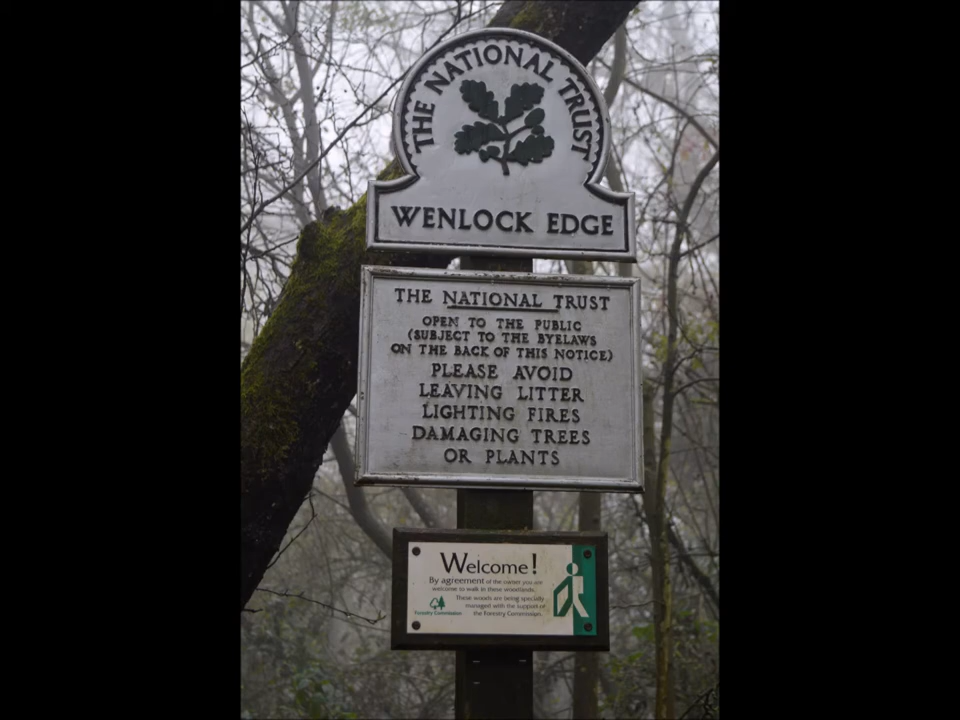 THE NATIONAL TRUST
WENLOCK EDGE
THE NATIONAL TRUST
OPEN TO THE PUBLIC
(SUBJECT TO THE BYELAWS
ON THE BACK OF THIS NOTICE)
PLEASE AVOID
LEAVING LITTER
LIGHTING FIRES
DAMAGING TREES
OR PLANTS
Welcome!
By agreement of the owner you are
welcome to walk in these woodlands.
These woods are being specially
managed with the support of
the Forestry Commission.
Forestry Commission